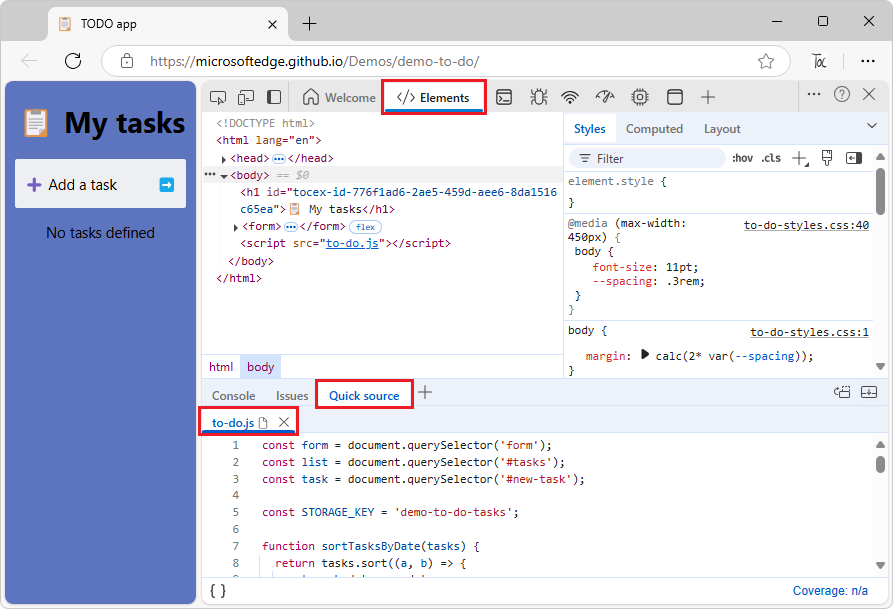 TODO app
https://microsoftedge.github.io/Demos/demo-to-do/
My tasks
Add a task
No tasks defined
Welcome
</> Elements
<!DOCTYPE html>
<html lang="en">
<head>…</head>
… <body> == $0
<h1 id="tocex-id-776f1ad6-2ae5-459d-aee6-8da1516
c65ea">📋 My tasks</h1>
<form>…</form> flex
<script src="to-do.js"></script>
</body>
</html>
html body
Styles Computed Layout
Filter :hov .cls
element.style {
}
@media (max-width: to-do-styles.css:40
450px) {
body {
font-size: 11pt;
--spacing: .3rem;
}
}
body { to-do-styles.css:1
margin: ▶ calc(2* var(--spacing));
}
Console Issues Quick source
to-do.js
1 const form = document.querySelector('form');
2 const list = document.querySelector('#tasks');
3 const task = document.querySelector('#new-task');
4
5 const STORAGE_KEY = 'demo-to-do-tasks';
6
7 function sortTasksByDate(tasks) {
8 return tasks.sort((a, b) => {
{ } Coverage: n/a